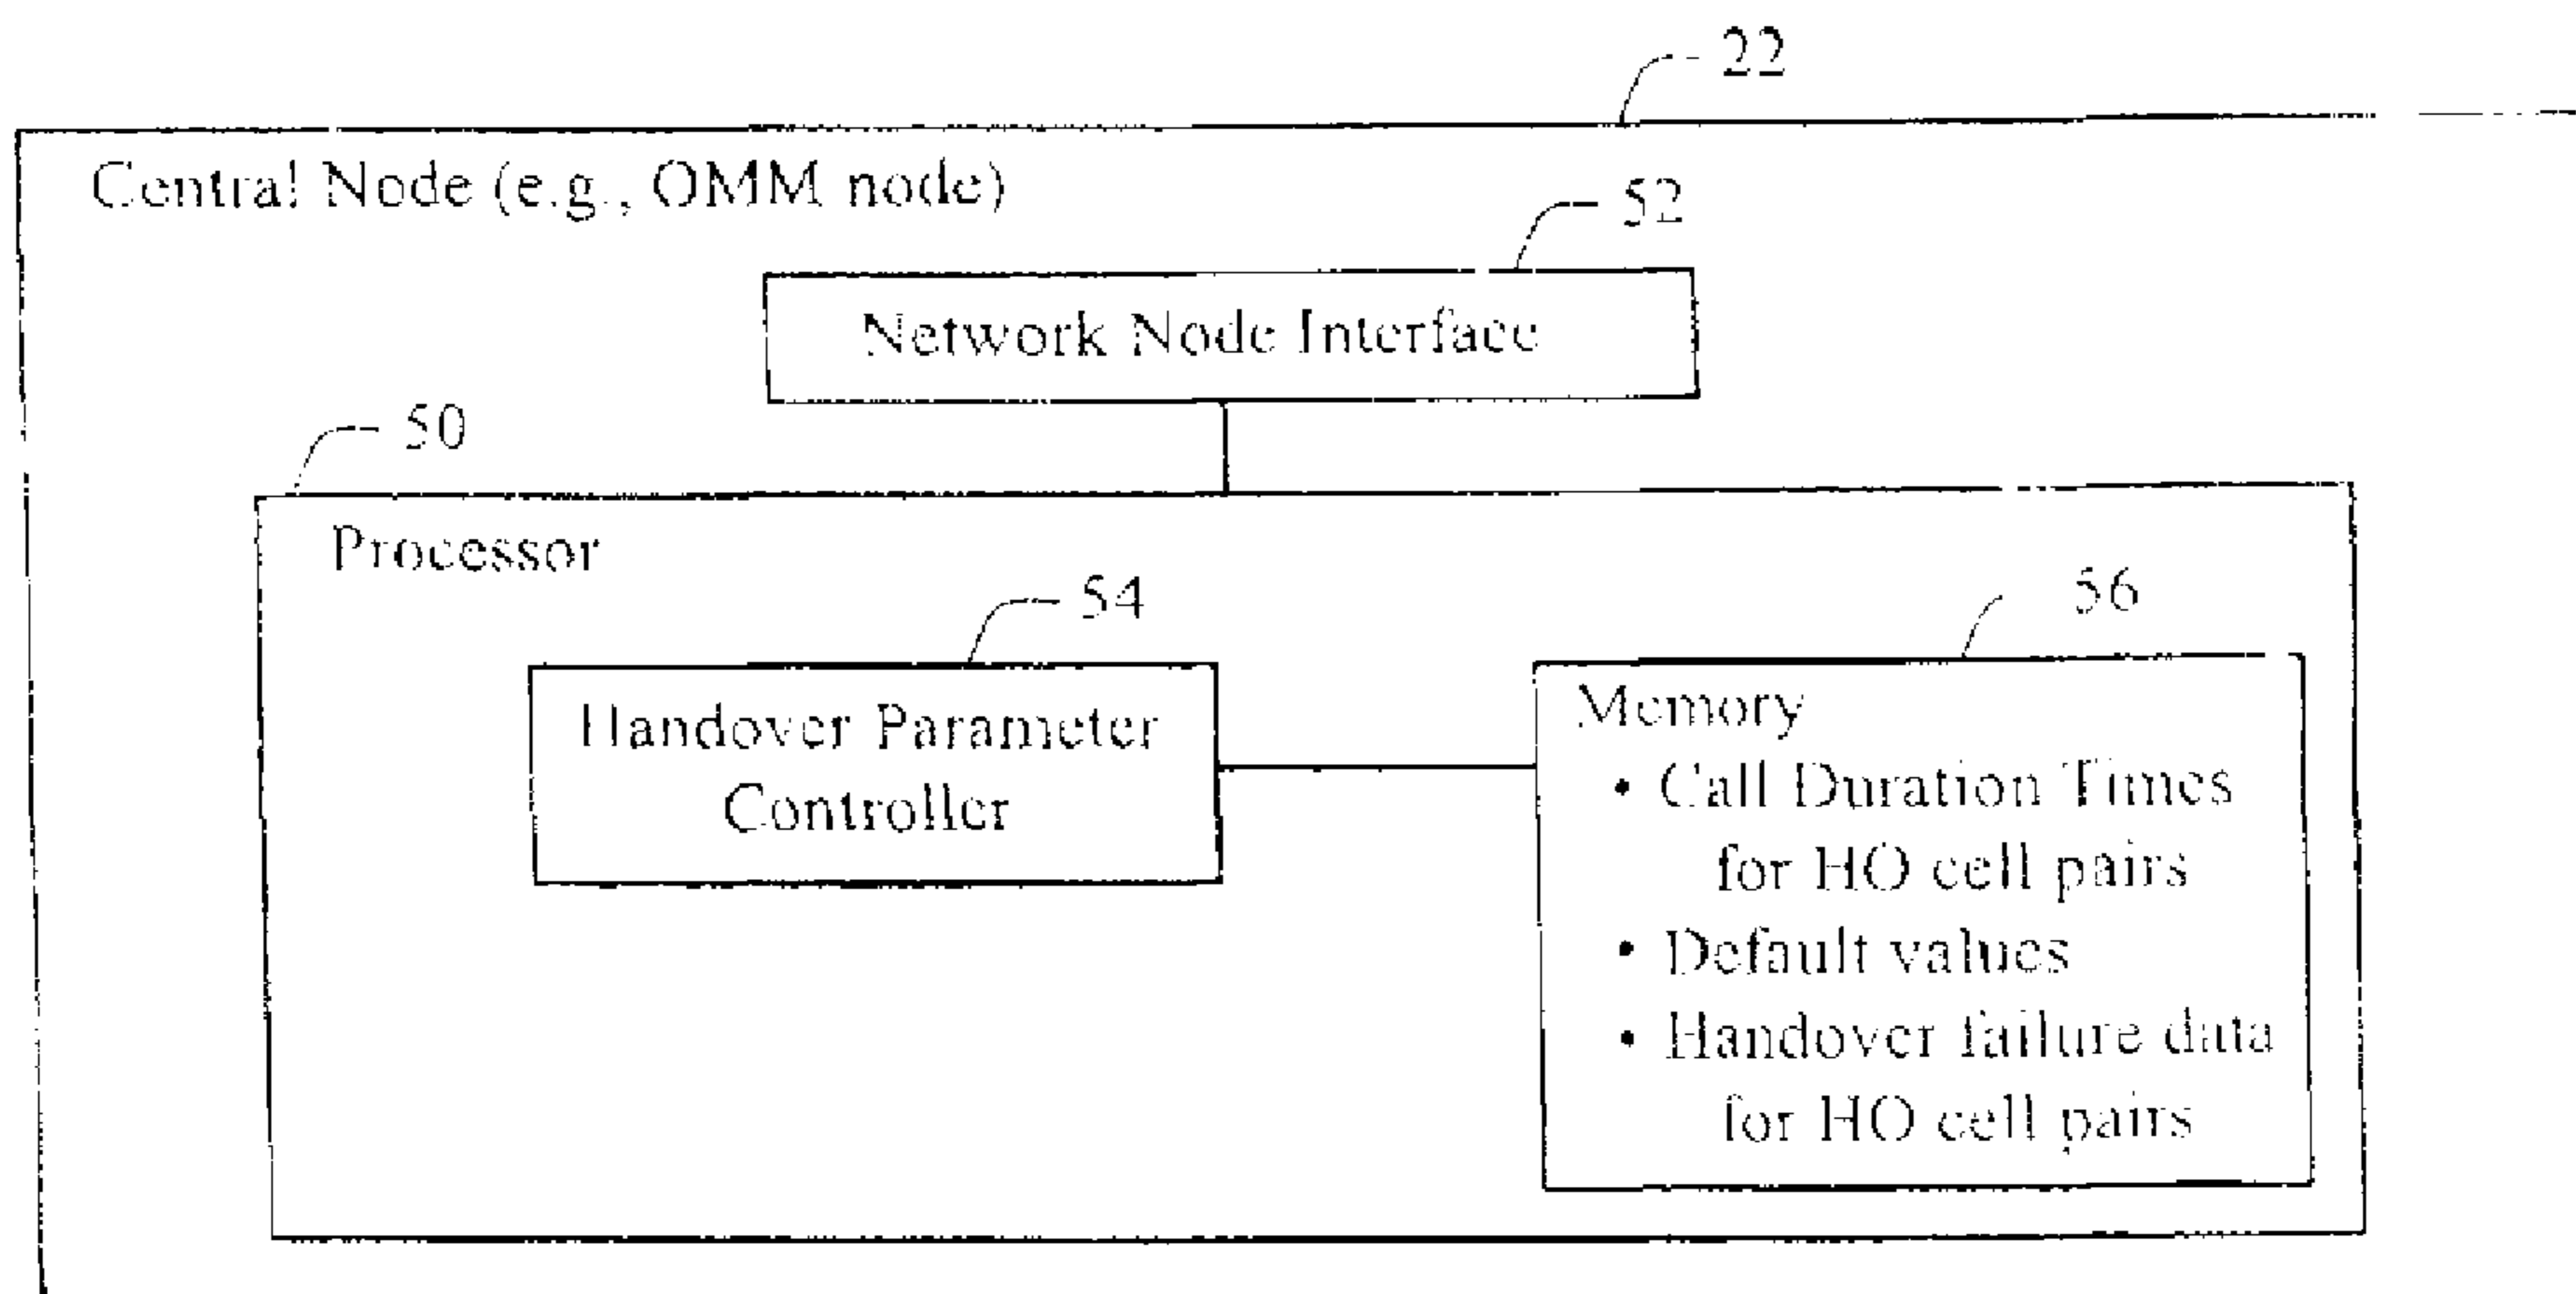 22
Central Node (e.g., OMM node)
52
Network Node Interface
50
Processor
54
56
Handover Parameter
Controller
Memory
• Call Duration Times
for HO cell pairs
• Default values
• Handover failure data
for HO cell pairs